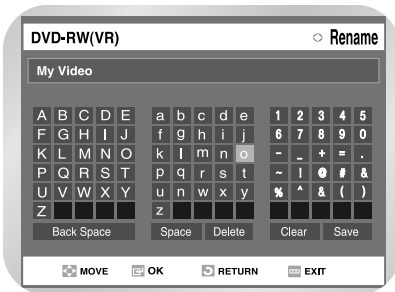 DVD-RW(VR) Rename
My Video
A B C D E a b c d e 1 2 3 4 5
F G H I J f g h i j 6 7 8 9 0
K L M N O k l m n o - _ + = .
P Q R S T p q r s t ~ ! @ # &
U V W X Y u n w x y % ^ & ( )
Z z
Back Space Space Delete Clear Save
MOVE OK RETURN EXIT